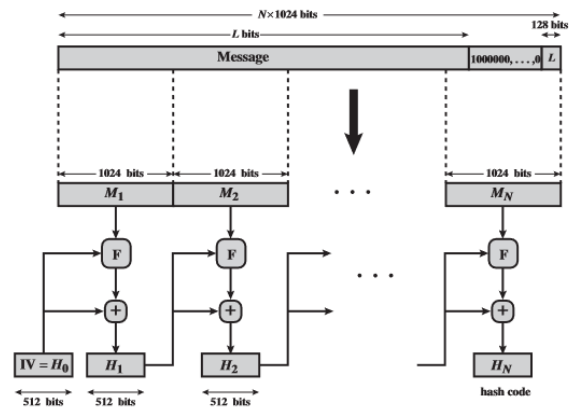 N×1024 bits
128 bits
L bits
Message 1000000, . . . ,0 L
1024 bits 1024 bits 1024 bits
M1 M2 . . . MN
F F F
. . .
+ + +
IV = H0 H1 H2 HN
512 bits 512 bits 512 bits hash code